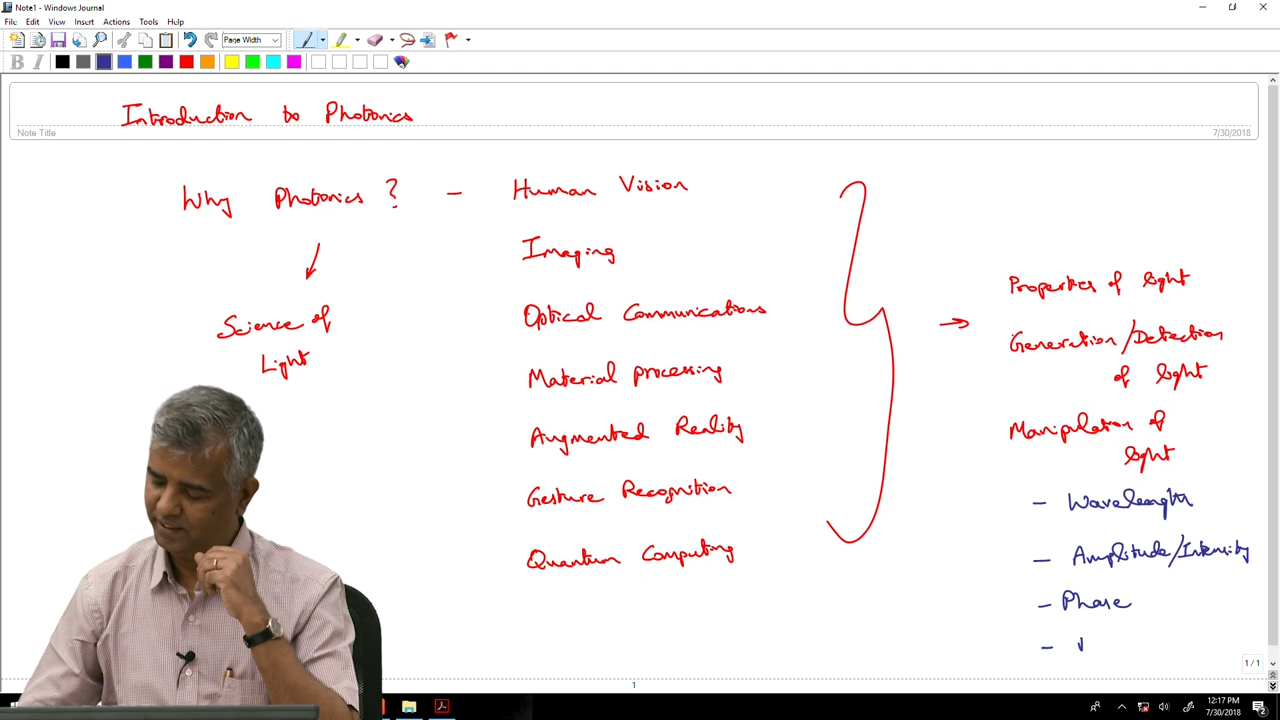 Note1 - Windows Journal
File Edit View Insert Actions Tools Help
Page Width
B I
Introduction to Photonics
Note Title
7/30/2018
Why Photonics ? - Human Vision
Imaging
Optical Communications
Material processing
Augmented Reality
Gesture Recognition
Quantum Computing
Science of
Light
Properties of light
Generation/Detection
of light
Manipulation of
light
- Wavelength
- Amplitude/Intensity
- Phase
-
1 / 1
1
12:17 PM
7/30/2018
2